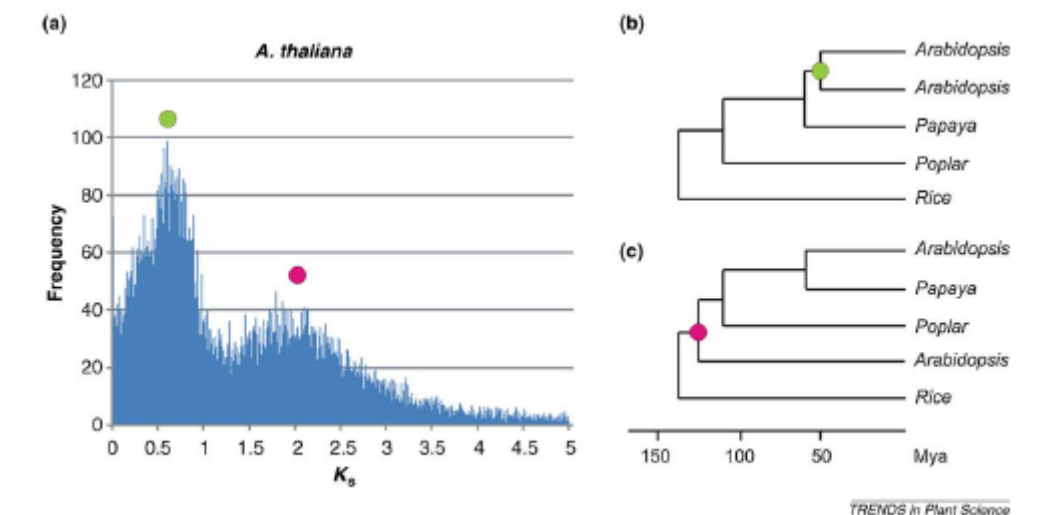 (a)
A. thaliana
Frequency
120
100
80
60
40
20
0
0 0.5 1 1.5 2 2.5 3 3.5 4 4.5 5
Ks
(b)
Arabidopsis
Arabidopsis
Papaya
Poplar
Rice
(c)
Arabidopsis
Papaya
Poplar
Arabidopsis
Rice
150 100 50 Mya
TRENDS in Plant Science